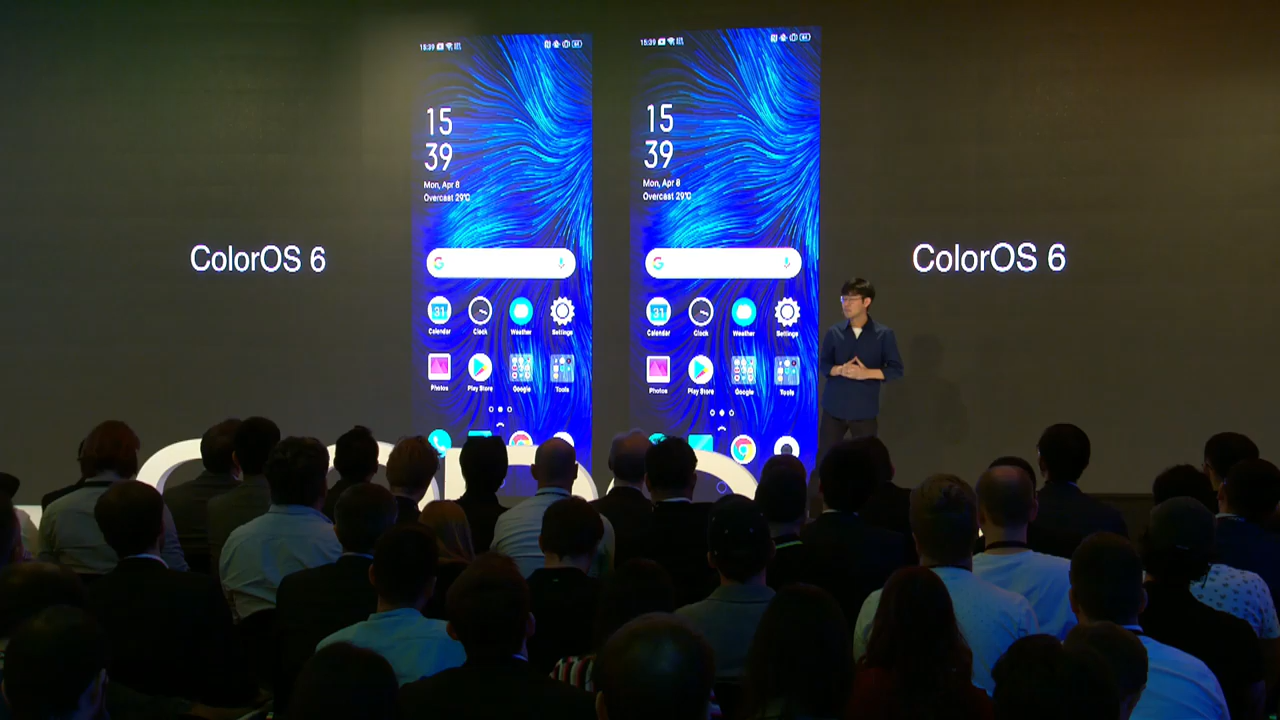 ColorOS 6
15:39
15
39
Mon, Apr 8
Overcast 29℃
Calendar
Clock
Weather
Settings
Photos
Play Store
Google
Tools
15:39
15
39
Mon, Apr 8
Overcast 29℃
Calendar
Clock
Weather
Settings
Photos
Play Store
Google
Tools
ColorOS 6